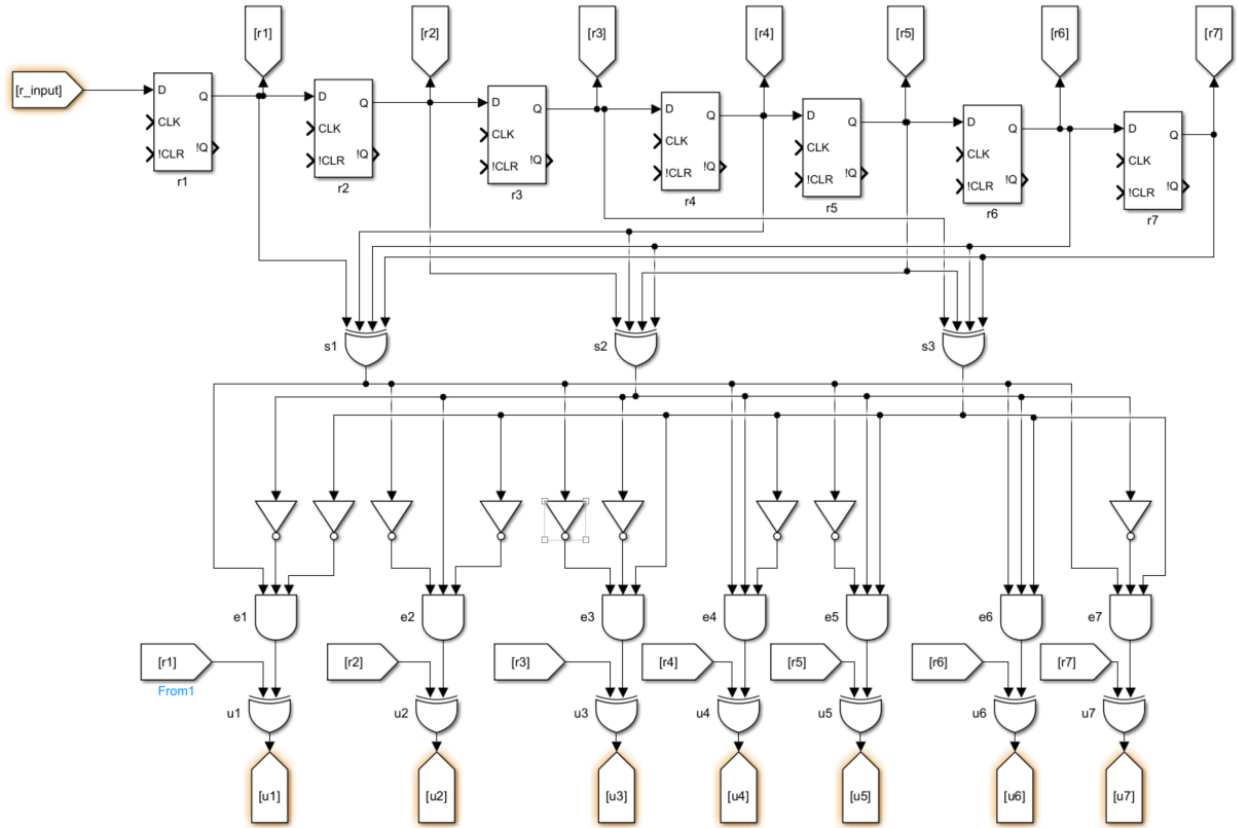 [r1] [r2] [r3] [r4] [r5] [r6] [r7]
[r_input]
D Q D Q D Q D Q D Q D Q D Q
CLK CLK CLK CLK CLK CLK CLK
!CLR !Q !CLR !Q !CLR !Q !CLR !Q !CLR !Q !CLR !Q !CLR !Q
r1 r2 r3 r4 r5 r6 r7
s1 s2 s3
e1 e2 e3 e4 e5 e6 e7
[r1] [r2] [r3] [r4] [r5] [r6] [r7]
From1
u1 u2 u3 u4 u5 u6 u7
[u1] [u2] [u3] [u4] [u5] [u6] [u7]